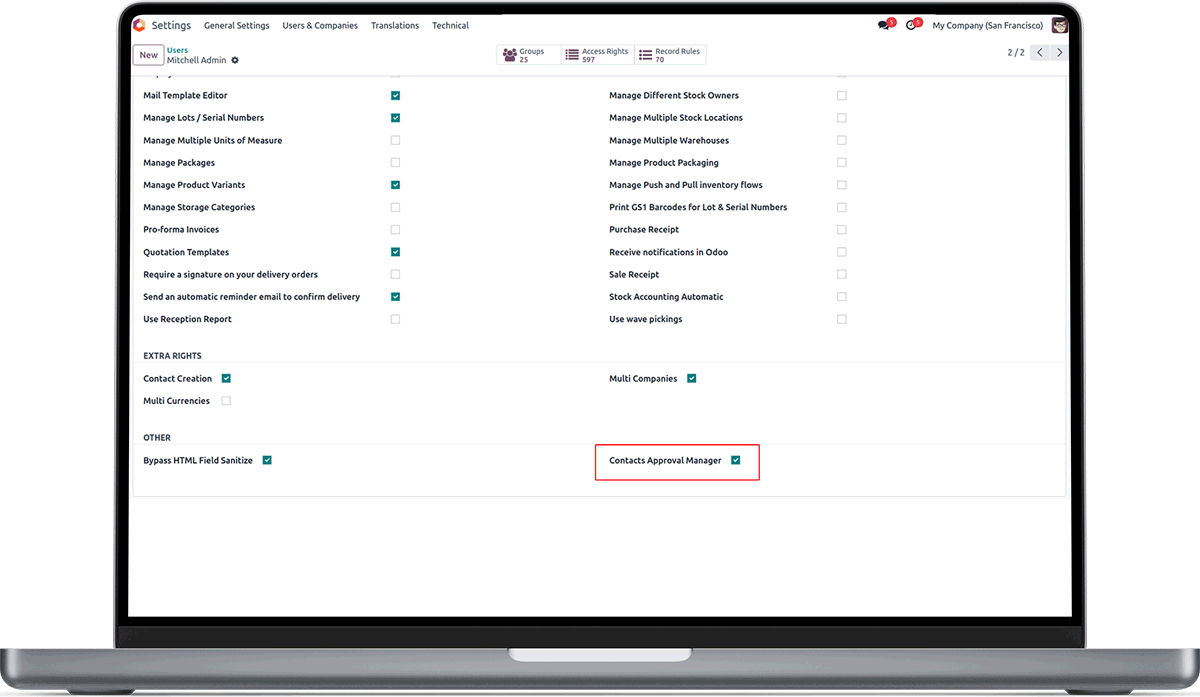 Settings General Settings Users & Companies Translations Technical 5 5 My Company (San Francisco)
New Users Groups Access Rights Record Rules
Mitchell Admin 25 597 70 2 / 2
Mail Template Editor Manage Different Stock Owners
Manage Lots / Serial Numbers Manage Multiple Stock Locations
Manage Multiple Units of Measure Manage Multiple Warehouses
Manage Packages Manage Product Packaging
Manage Product Variants Manage Push and Pull inventory flows
Manage Storage Categories Print GS1 Barcodes for Lot & Serial Numbers
Pro-forma Invoices Purchase Receipt
Quotation Templates Receive notifications in Odoo
Require a signature on your delivery orders Sale Receipt
Send an automatic reminder email to confirm delivery Stock Accounting Automatic
Use Reception Report Use wave pickings
EXTRA RIGHTS
Contact Creation Multi Companies
Multi Currencies
OTHER
Bypass HTML Field Sanitize Contacts Approval Manager